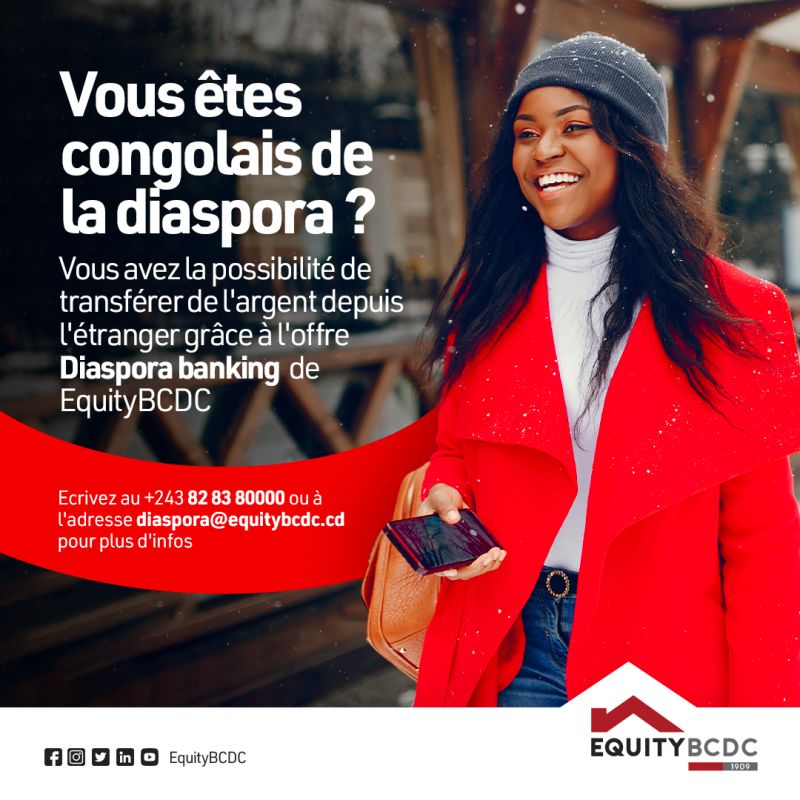 Vous êtes
congolais de
la diaspora ?
Vous avez la possibilité de
transférer de l'argent depuis
l'étranger grâce à l'offre
Diaspora banking de
EquityBCDC
Ecrivez au +243 82 83 80000 ou à
l'adresse diaspora@equitybcdc.cd
pour plus d'infos
EquityBCDC
EQUITYBCDC
1909